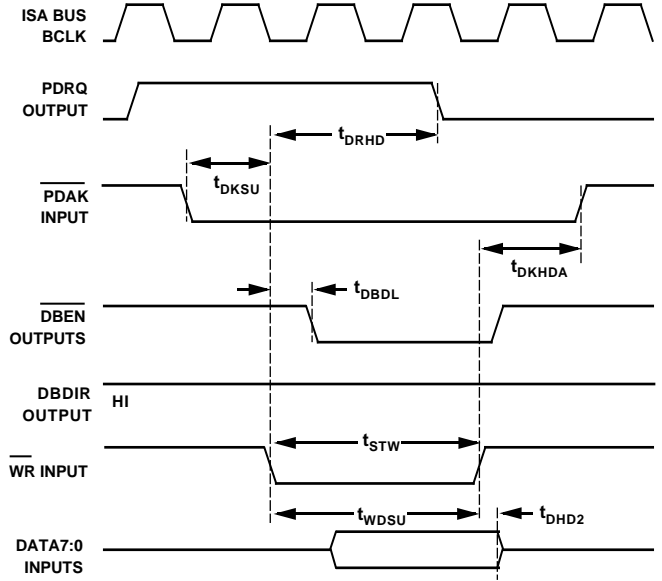 ISA BUS
BCLK
PDRQ
OUTPUT
tDRHD
tDKSU
PDAK
INPUT
tDKHDA
tDBDL
DBEN
OUTPUTS
DBDIR
OUTPUT
HI
tSTW
WR INPUT
tWDSU
tDHD2
DATA7:0
INPUTS